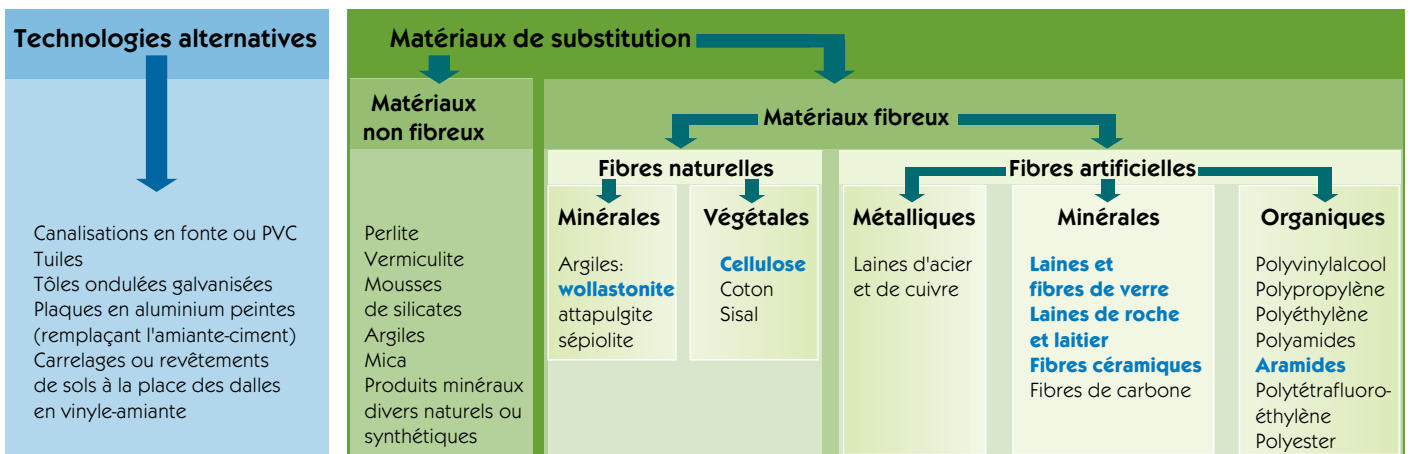 Technologies alternatives
Canalisations en fonte ou PVC
Tuiles
Tôles ondulées galvanisées
Plaques en aluminium peintes
(remplaçant l'amiante-ciment)
Carrelages ou revêtements
de sols à la place des dalles
en vinyle-amiante
Matériaux de substitution
Matériaux
non fibreux
Perlite
Vermiculite
Mousses
de silicates
Argiles
Mica
Produits minéraux
divers naturels ou
synthétiques
Matériaux fibreux
Fibres naturelles
Minérales
Argiles:
wollastonite
attapulgite
sépiolite
Végétales
Cellulose
Coton
Sisal
Fibres artificielles
Métalliques
Laines d'acier
et de cuivre
Minérales
Laines et
fibres de verre
Laines de roche
et laitier
Fibres céramiques
Fibres de carbone
Organiques
Polyvinylalcool
Polypropylène
Polyéthylène
Polyamides
Aramides
Polytétrafluoro-
éthylène
Polyester